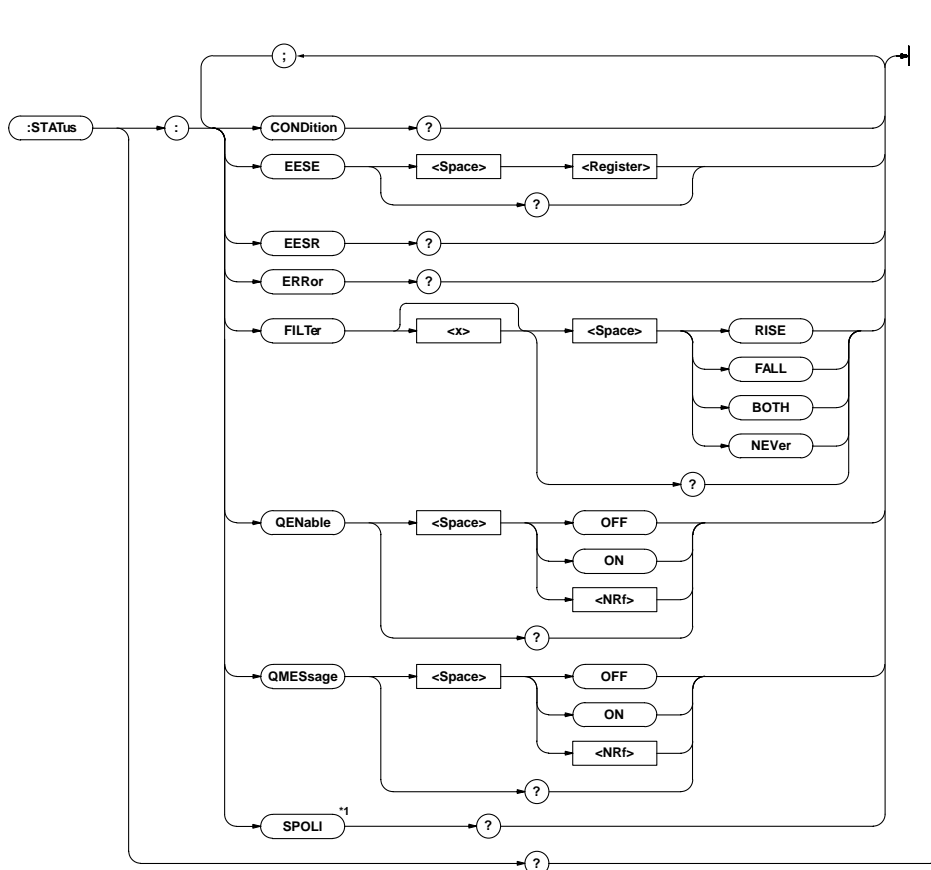 ;
:STATus : CONDition ?
EESE <Space> <Register>
?
EESR ?
ERRor ?
FILTer <x> <Space> RISE
FALL
BOTH
NEVer
?
QENable <Space> OFF
ON
<NRf>
?
QMESsage <Space> OFF
ON
<NRf>
?
SPOLl *1 ?
?